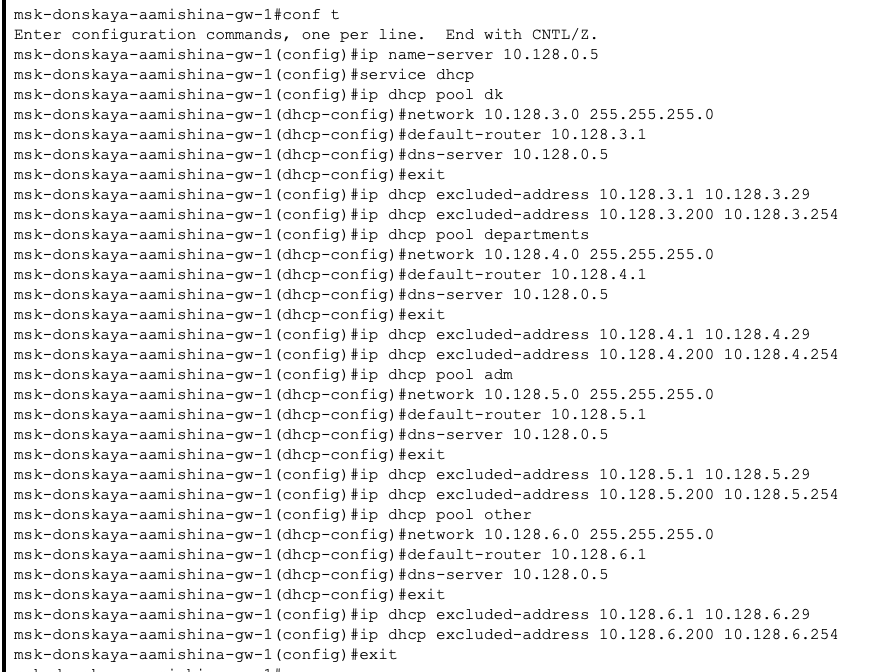 msk-donskaya-aamishina-gw-1#conf t
Enter configuration commands, one per line.  End with CNTL/Z.
msk-donskaya-aamishina-gw-1(config)#ip name-server 10.128.0.5
msk-donskaya-aamishina-gw-1(config)#service dhcp
msk-donskaya-aamishina-gw-1(config)#ip dhcp pool dk
msk-donskaya-aamishina-gw-1(dhcp-config)#network 10.128.3.0 255.255.255.0
msk-donskaya-aamishina-gw-1(dhcp-config)#default-router 10.128.3.1
msk-donskaya-aamishina-gw-1(dhcp-config)#dns-server 10.128.0.5
msk-donskaya-aamishina-gw-1(dhcp-config)#exit
msk-donskaya-aamishina-gw-1(config)#ip dhcp excluded-address 10.128.3.1 10.128.3.29
msk-donskaya-aamishina-gw-1(config)#ip dhcp excluded-address 10.128.3.200 10.128.3.254
msk-donskaya-aamishina-gw-1(config)#ip dhcp pool departments
msk-donskaya-aamishina-gw-1(dhcp-config)#network 10.128.4.0 255.255.255.0
msk-donskaya-aamishina-gw-1(dhcp-config)#default-router 10.128.4.1
msk-donskaya-aamishina-gw-1(dhcp-config)#dns-server 10.128.0.5
msk-donskaya-aamishina-gw-1(dhcp-config)#exit
msk-donskaya-aamishina-gw-1(config)#ip dhcp excluded-address 10.128.4.1 10.128.4.29
msk-donskaya-aamishina-gw-1(config)#ip dhcp excluded-address 10.128.4.200 10.128.4.254
msk-donskaya-aamishina-gw-1(config)#ip dhcp pool adm
msk-donskaya-aamishina-gw-1(dhcp-config)#network 10.128.5.0 255.255.255.0
msk-donskaya-aamishina-gw-1(dhcp-config)#default-router 10.128.5.1
msk-donskaya-aamishina-gw-1(dhcp-config)#dns-server 10.128.0.5
msk-donskaya-aamishina-gw-1(dhcp-config)#exit
msk-donskaya-aamishina-gw-1(config)#ip dhcp excluded-address 10.128.5.1 10.128.5.29
msk-donskaya-aamishina-gw-1(config)#ip dhcp excluded-address 10.128.5.200 10.128.5.254
msk-donskaya-aamishina-gw-1(config)#ip dhcp pool other
msk-donskaya-aamishina-gw-1(dhcp-config)#network 10.128.6.0 255.255.255.0
msk-donskaya-aamishina-gw-1(dhcp-config)#default-router 10.128.6.1
msk-donskaya-aamishina-gw-1(dhcp-config)#dns-server 10.128.0.5
msk-donskaya-aamishina-gw-1(dhcp-config)#exit
msk-donskaya-aamishina-gw-1(config)#ip dhcp excluded-address 10.128.6.1 10.128.6.29
msk-donskaya-aamishina-gw-1(config)#ip dhcp excluded-address 10.128.6.200 10.128.6.254
msk-donskaya-aamishina-gw-1(config)#exit